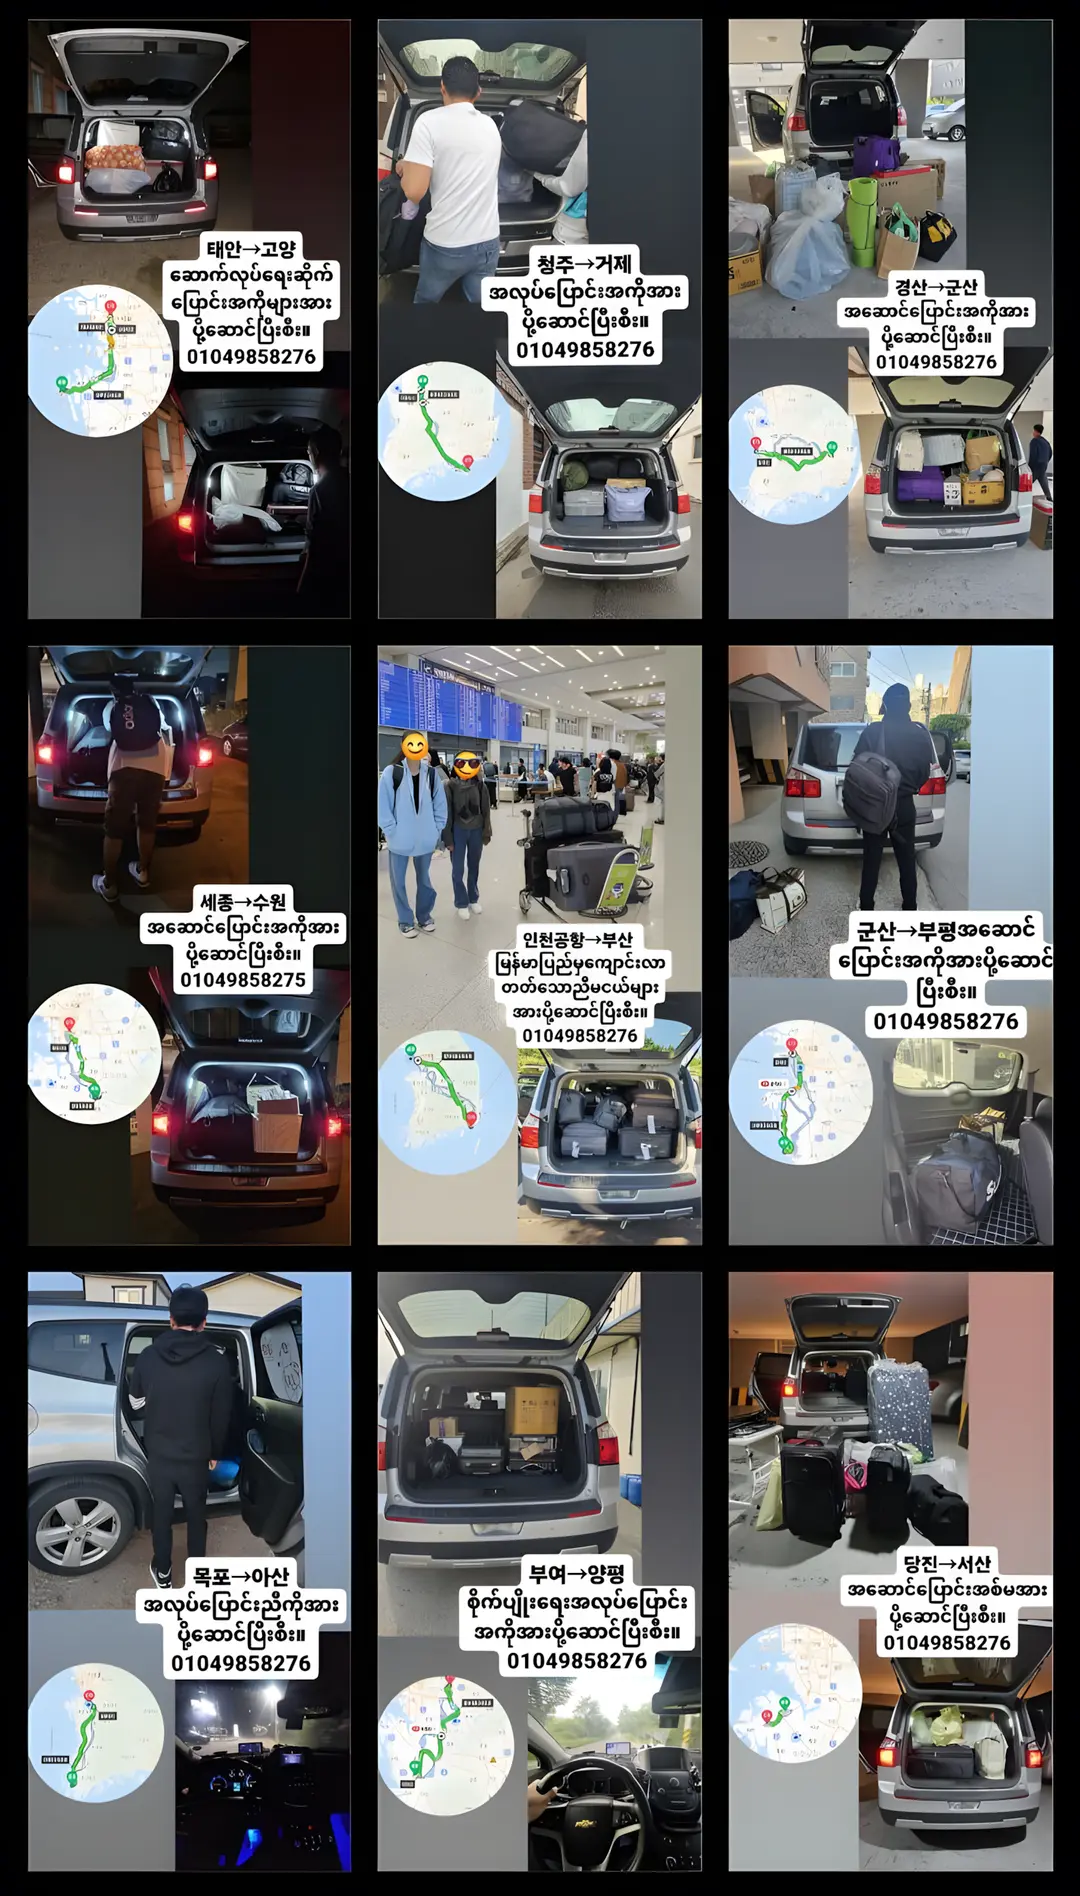 태안→고양
ဆောက်လုပ်ရေးဆိုက်
ပြောင်းအကိုများအား
ပို့ဆောင်ပြီးစီး။
01049858276
청주→거제
အလုပ်ပြောင်းအကိုအား
ပို့ဆောင်ပြီးစီး။
01049858276
경산→군산
အဆောင်ပြောင်းအကိုအား
ပို့ဆောင်ပြီးစီး။
01049858276
세종→수원
အဆောင်ပြောင်းအကိုအား
ပို့ဆောင်ပြီးစီး။
01049858275
인천공항→부산
မြန်မာပြည်မှကျောင်းလာ
တတ်သောညီမငယ်များ
အားပို့ဆောင်ပြီးစီး။
01049858276
군산→부평အဆောင်
ပြောင်းအကိုအားပို့ဆောင်
ပြီးစီး။
01049858276
목포→아산
အလုပ်ပြောင်းညီကိုအား
ပို့ဆောင်ပြီးစီး။
01049858276
부여→양평
စိုက်ပျိုးရေးအလုပ်ပြောင်း
အကိုအားပို့ဆောင်ပြီးစီး။
01049858276
당진→서산
အဆောင်ပြောင်းအစ်မအား
ပို့ဆောင်ပြီးစီး။
01049858276